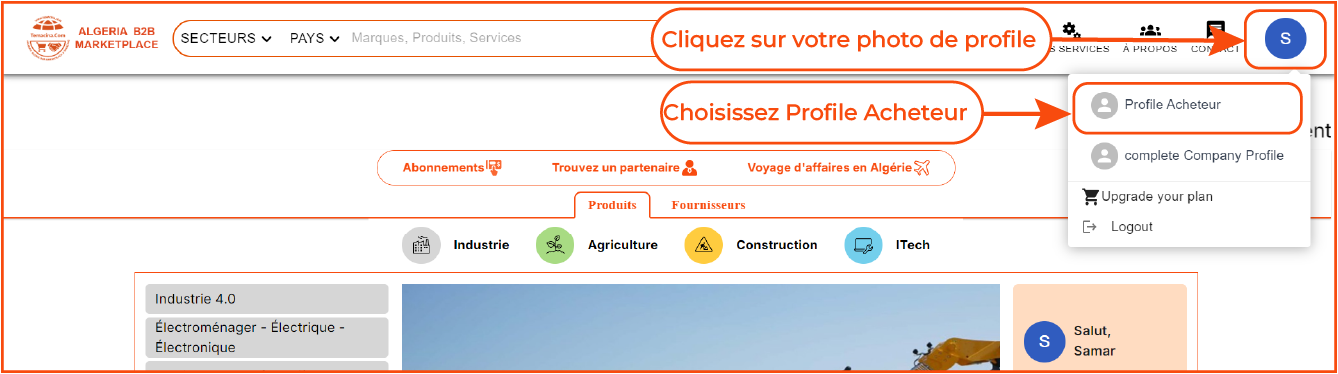 Temacirta.Com
ALGERIA B2B
MARKETPLACE
SECTEURS
PAYS
Marques, Produits, Services
Cliquez sur votre photo de profile
S SERVICES
À PROPOS
CONTACT
S
Choisissez Profile Acheteur
Profile Acheteur
ent
complete Company Profile
Upgrade your plan
Logout
Abonnements
Trouvez un partenaire
Voyage d'affaires en Algérie
Produits
Fournisseurs
Industrie
Agriculture
Construction
ITech
Industrie 4.0
Électroménager - Électrique -
Électronique
S
Salut,
Samar